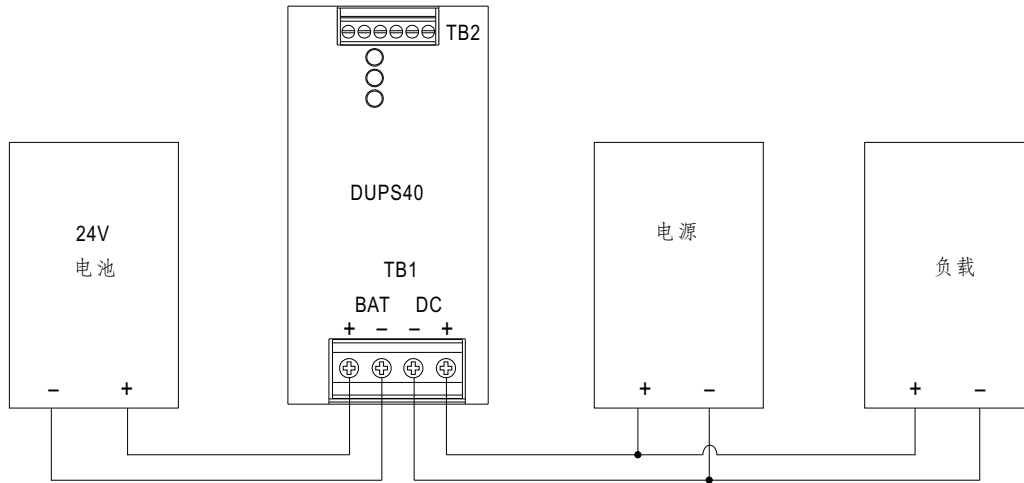 TB2
DUPS40
24V
电池
电源
负载
TB1
BAT DC
+ − − +
− +
+ −
+ −